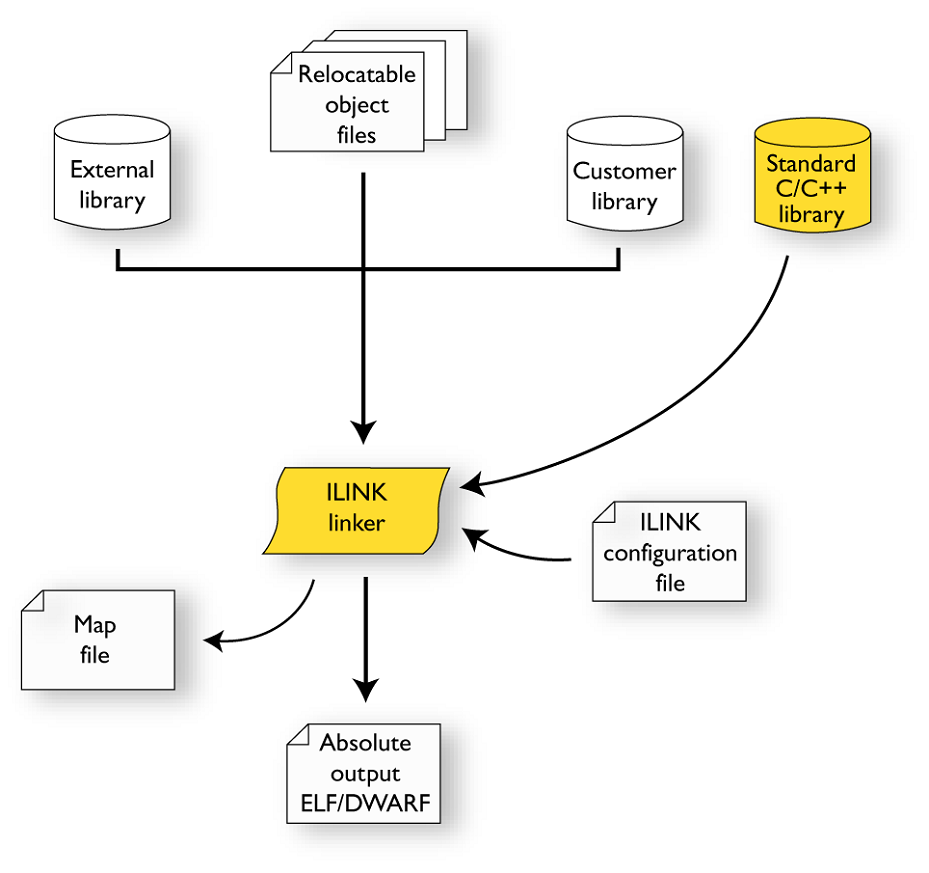 Relocatable
object
files
External
library
Customer
library
Standard
C/C++
library
ILINK
linker
ILINK
configuration
file
Map
file
Absolute
output
ELF/DWARF